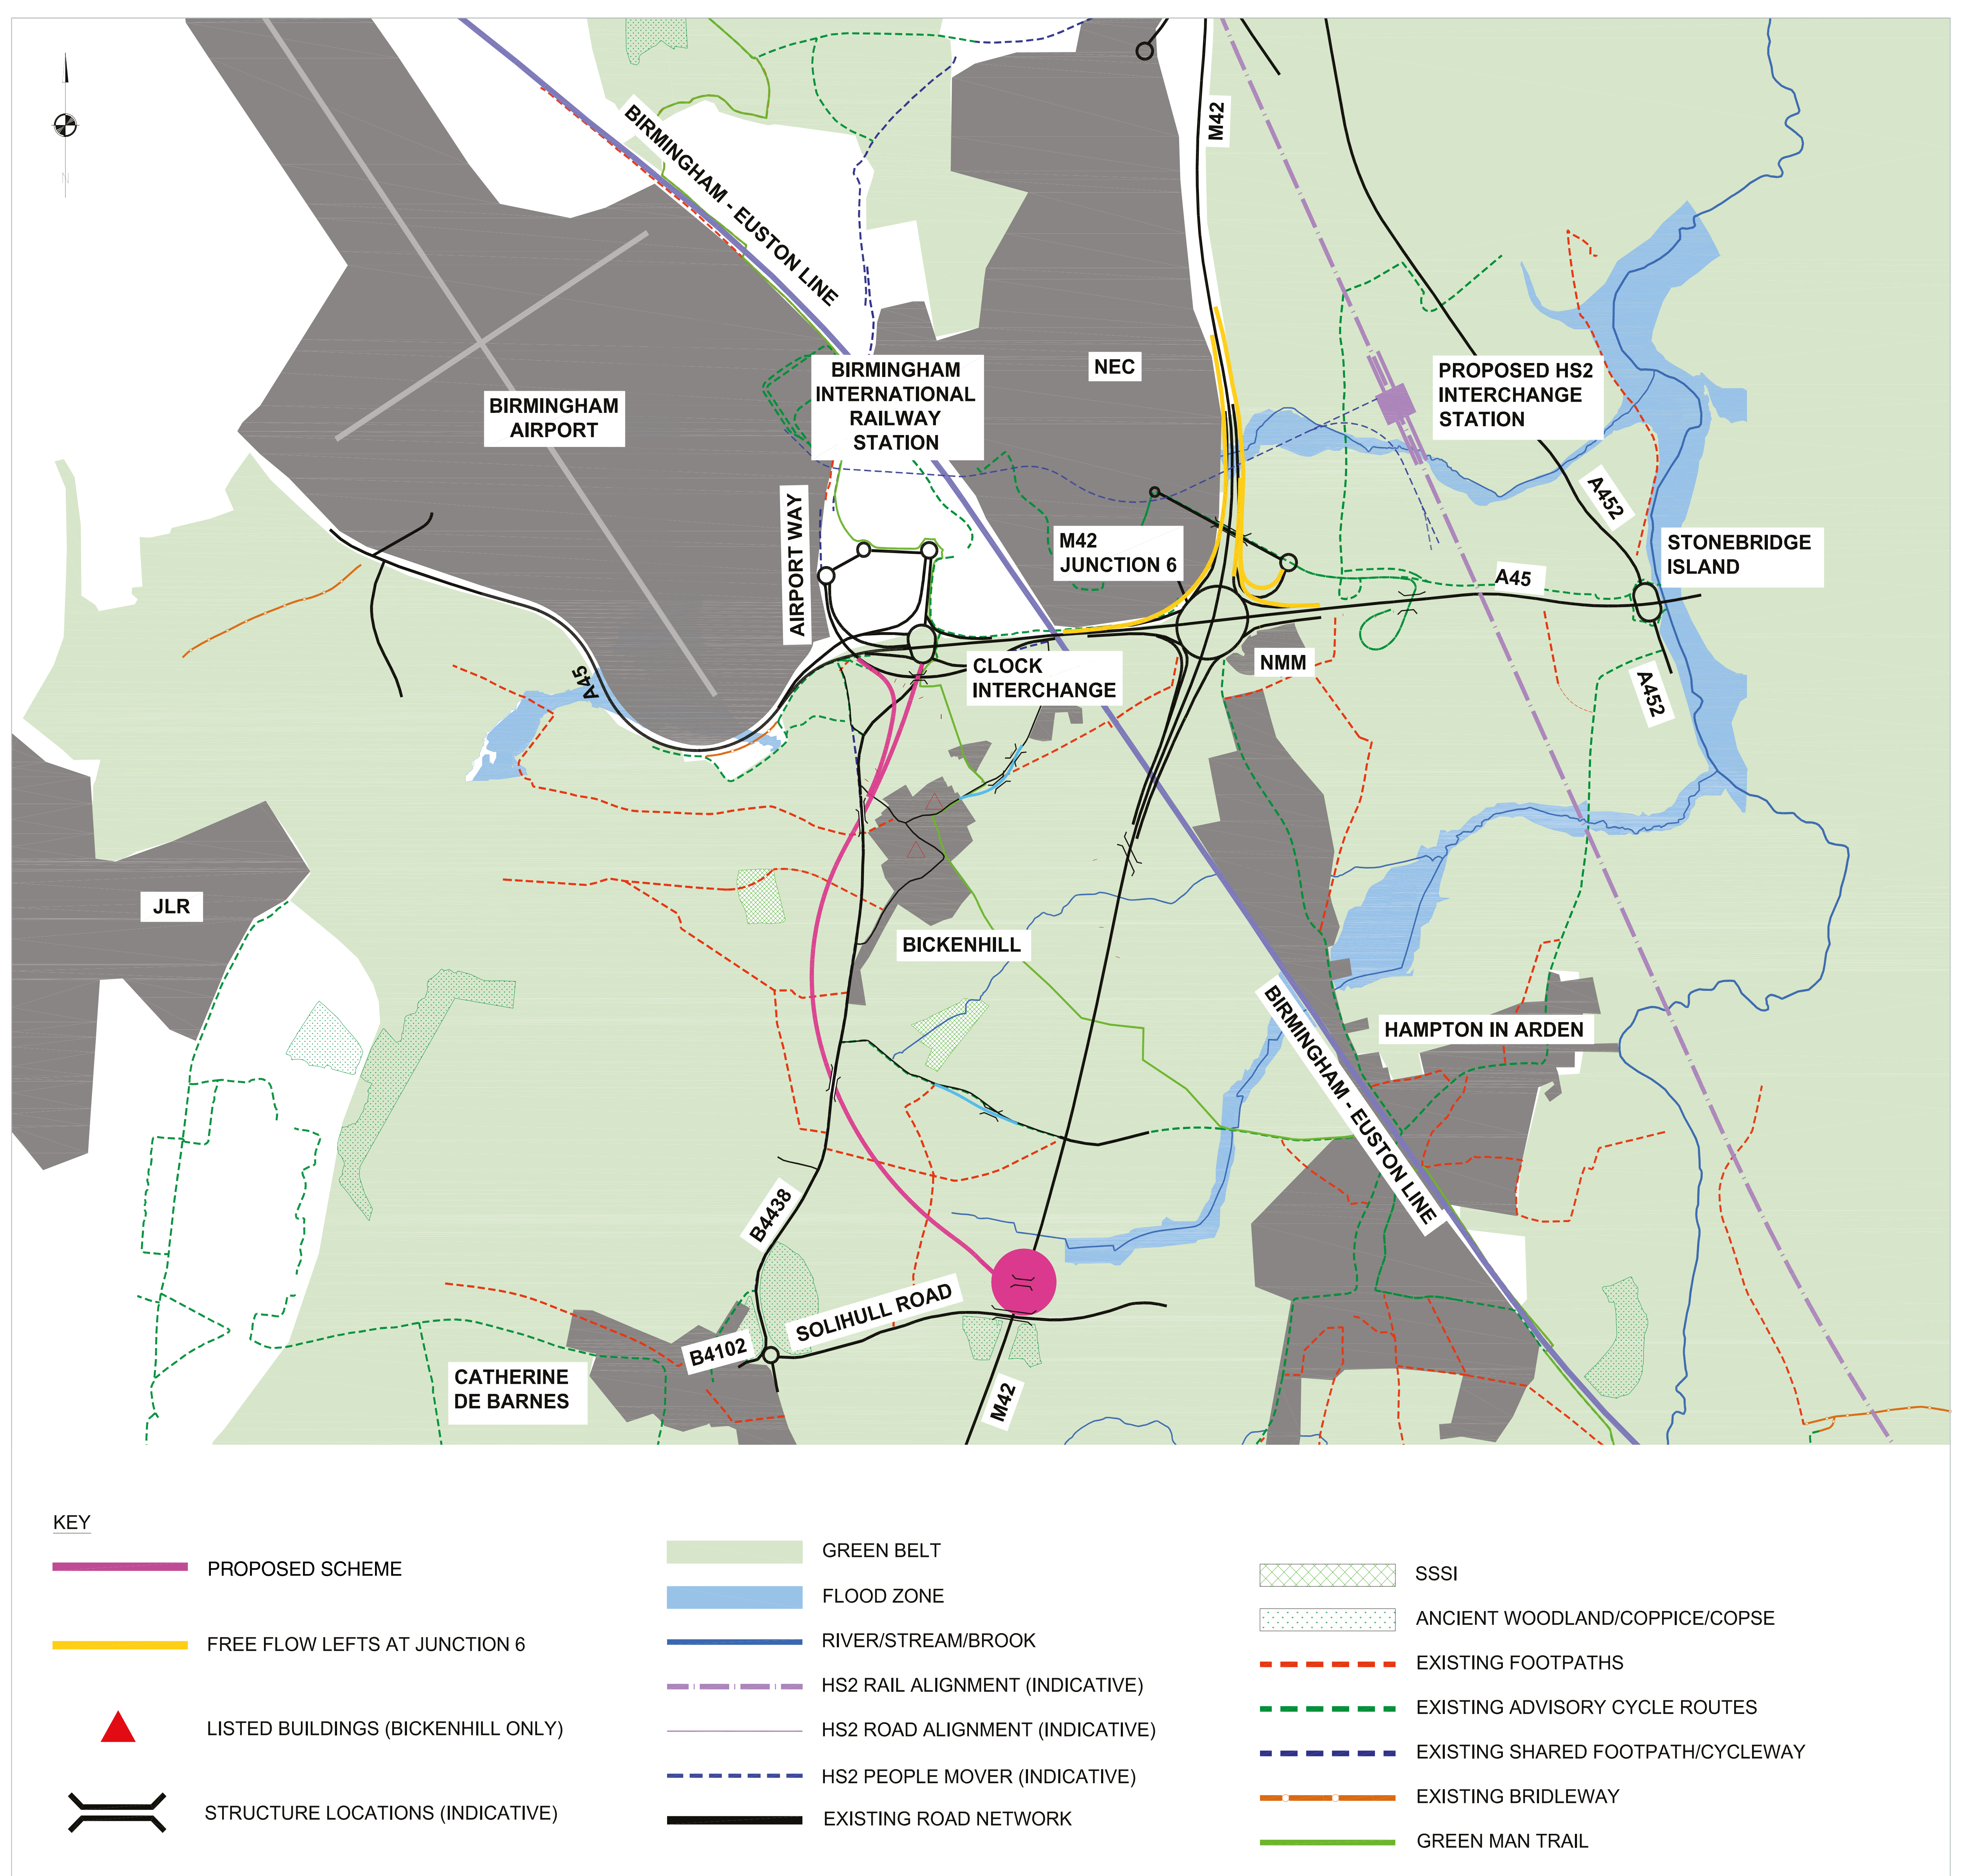 N
BIRMINGHAM - EUSTON LINE
M42
BIRMINGHAM
AIRPORT
BIRMINGHAM
INTERNATIONAL
RAILWAY
STATION
NEC
PROPOSED HS2
INTERCHANGE
STATION
A452
AIRPORT WAY
M42
JUNCTION 6
STONEBRIDGE
ISLAND
A45
A45
CLOCK
INTERCHANGE
NMM
A452
JLR
BICKENHILL
HAMPTON IN ARDEN
BIRMINGHAM - EUSTON LINE
B4438
SOLIHULL ROAD
B4102
CATHERINE
DE BARNES
M42
KEY
PROPOSED SCHEME
FREE FLOW LEFTS AT JUNCTION 6
LISTED BUILDINGS (BICKENHILL ONLY)
STRUCTURE LOCATIONS (INDICATIVE)
GREEN BELT
FLOOD ZONE
RIVER/STREAM/BROOK
HS2 RAIL ALIGNMENT (INDICATIVE)
HS2 ROAD ALIGNMENT (INDICATIVE)
HS2 PEOPLE MOVER (INDICATIVE)
EXISTING ROAD NETWORK
SSSI
ANCIENT WOODLAND/COPPICE/COPSE
EXISTING FOOTPATHS
EXISTING ADVISORY CYCLE ROUTES
EXISTING SHARED FOOTPATH/CYCLEWAY
EXISTING BRIDLEWAY
GREEN MAN TRAIL